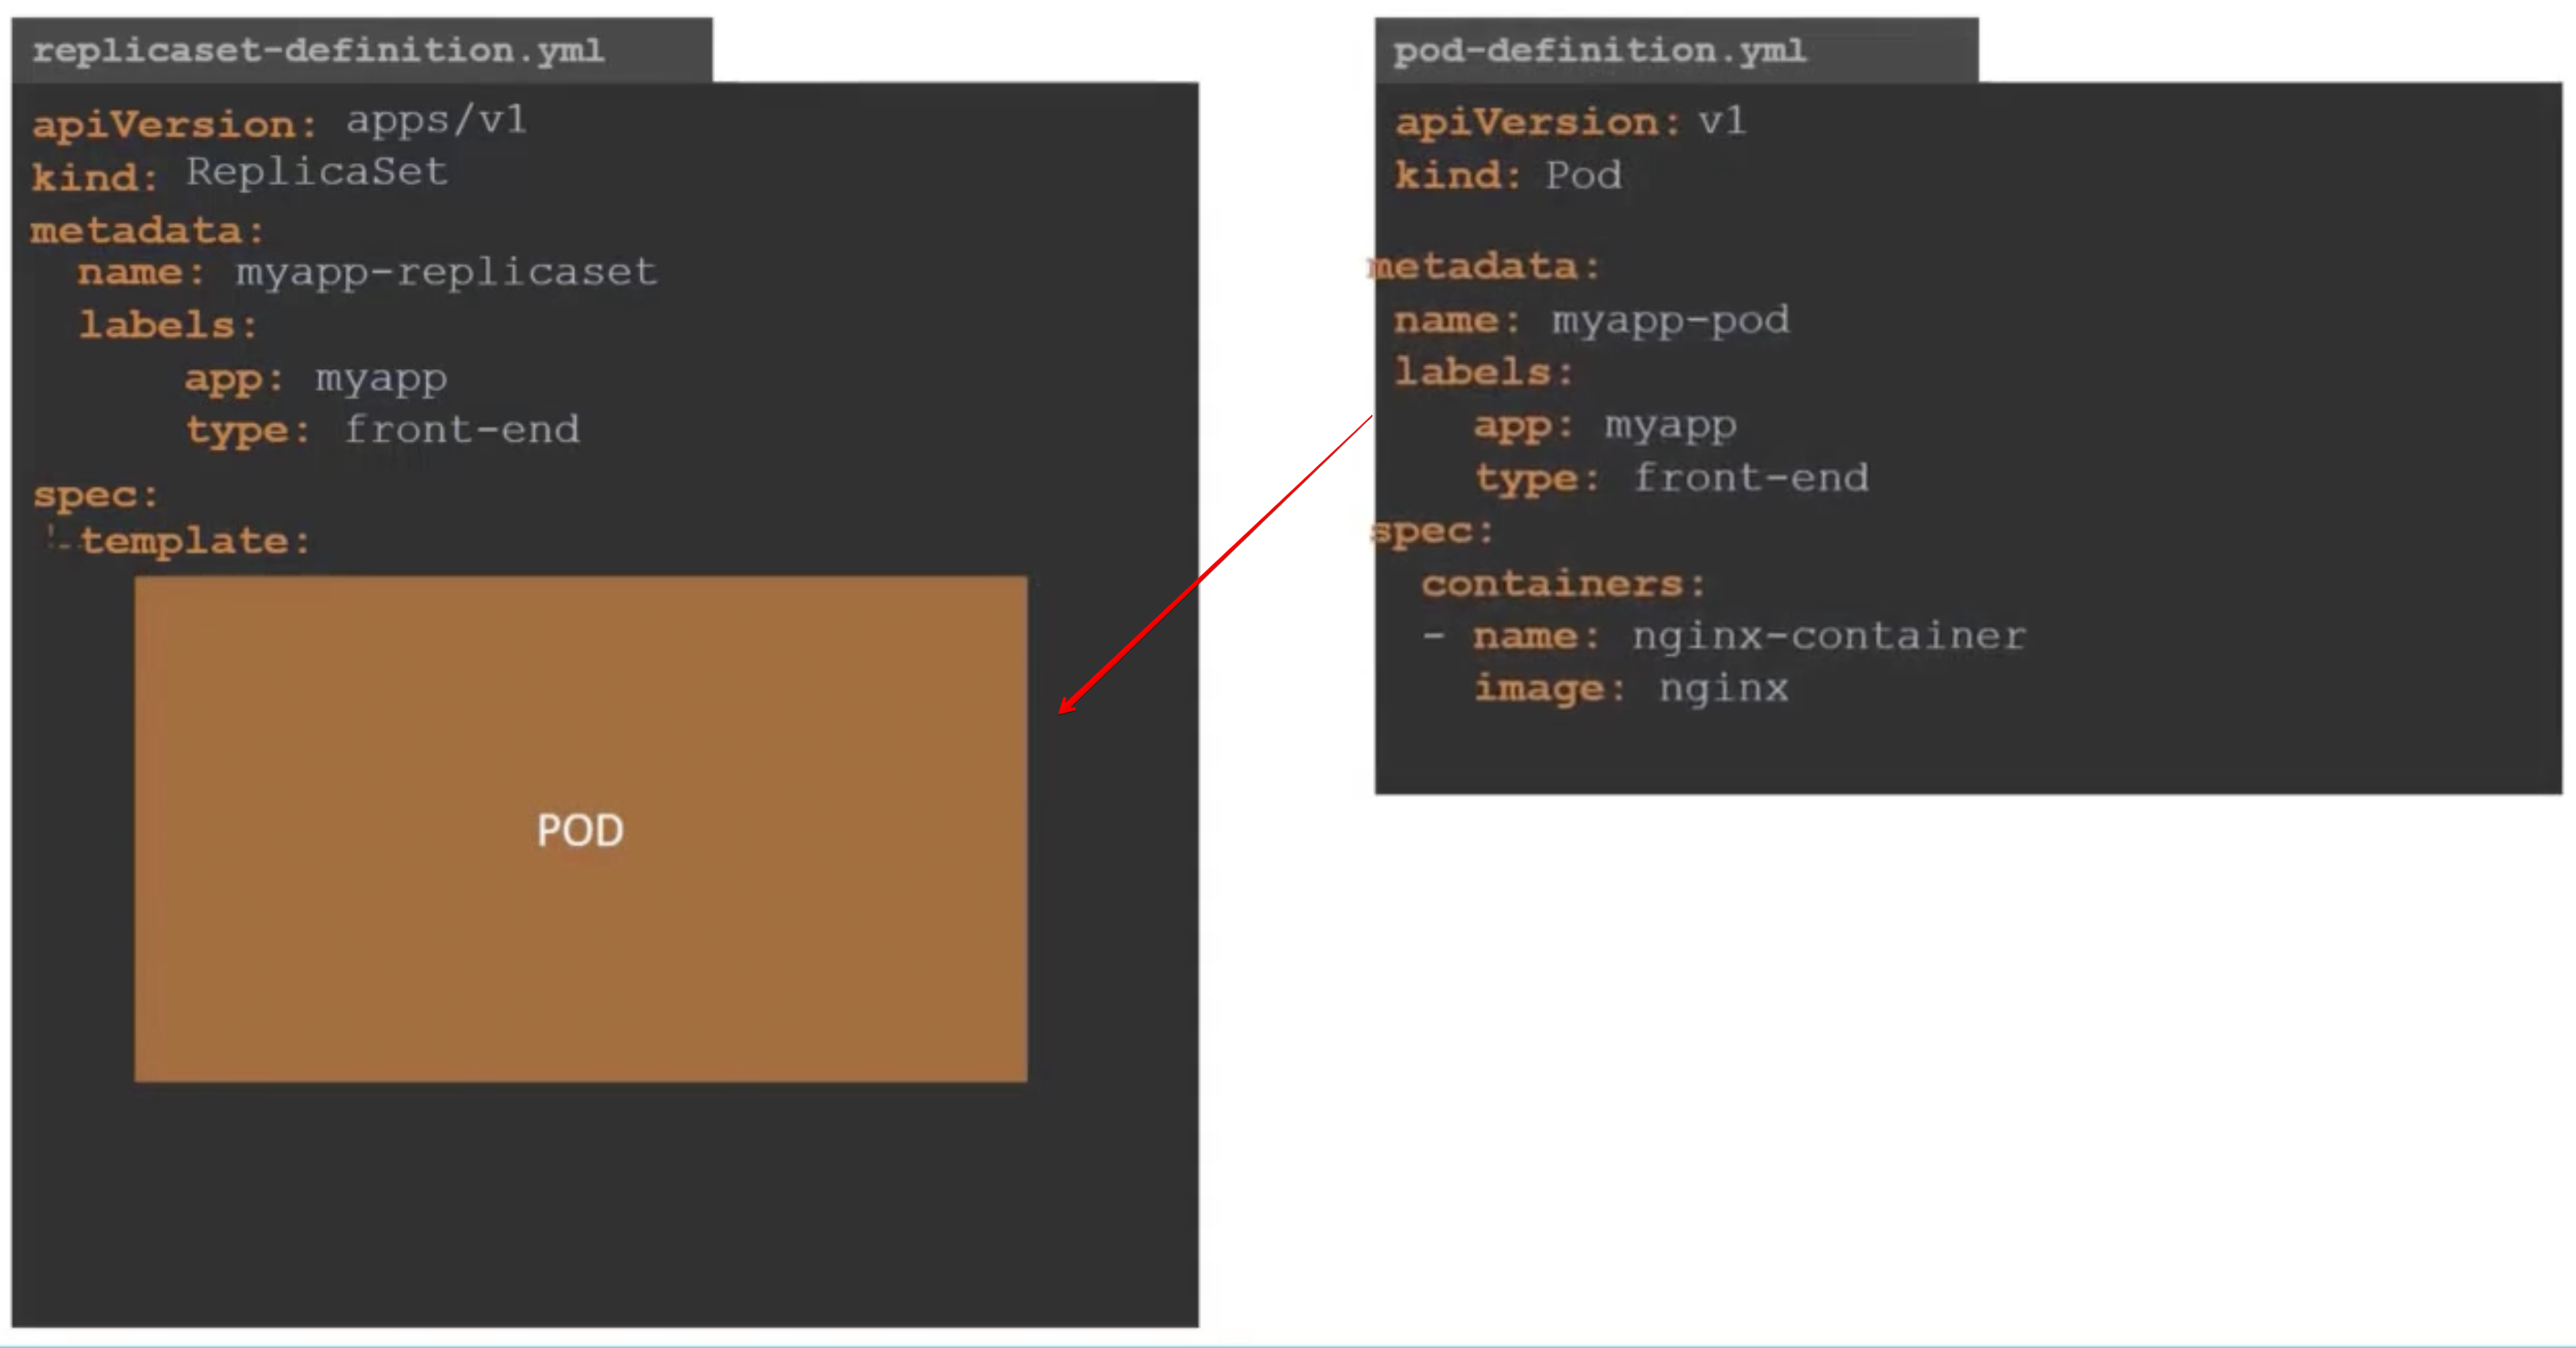 replicaset-definition.yml
apiVersion: apps/v1
kind: ReplicaSet
metadata:
name: myapp-replicaset
labels:
app: myapp
type: front-end
spec:
template:
POD
pod-definition.yml
apiVersion: v1
kind: Pod
metadata:
name: myapp-pod
labels:
app: myapp
type: front-end
spec:
containers:
- name: nginx-container
image: nginx